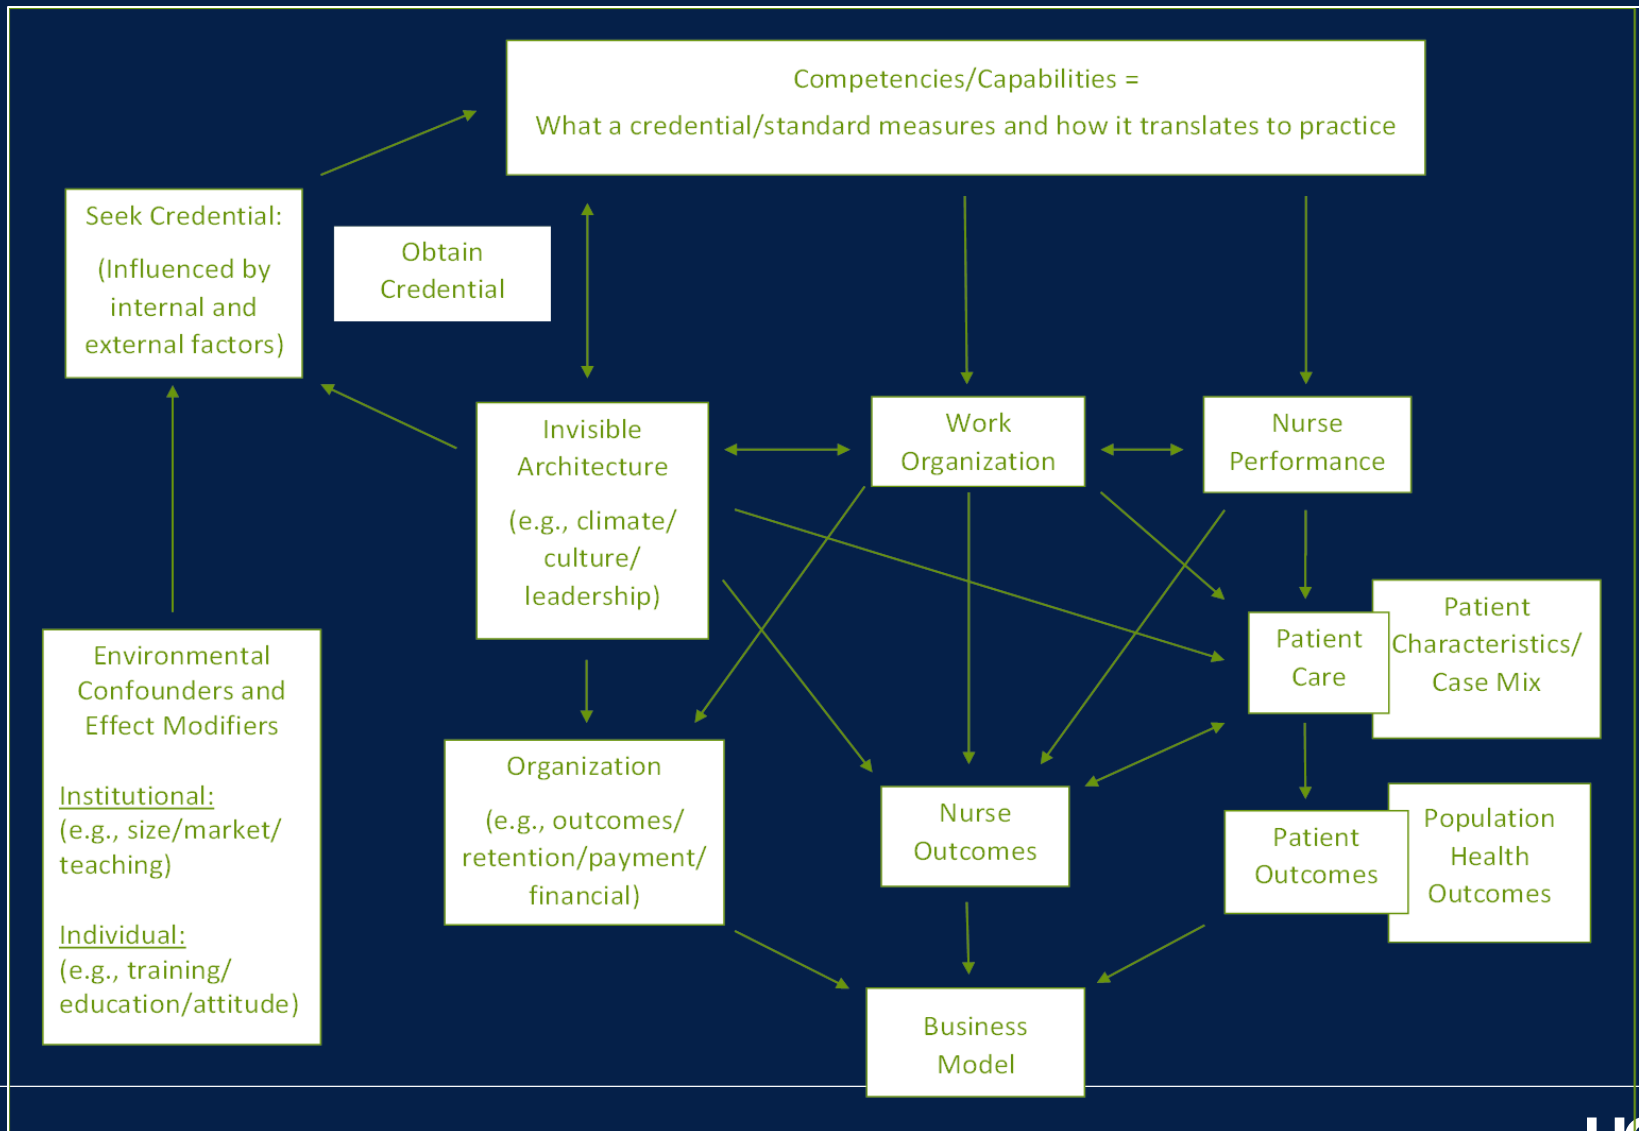 Competencies/Capabilities =
What a credential/standard measures and how it translates to practice
Seek Credential:
(Influenced by
internal and
external factors)
Obtain
Credential
Invisible
Architecture
(e.g., climate/
culture/
leadership)
Work
Organization
Nurse
Performance
Environmental
Confounders and
Effect Modifiers
Institutional:
(e.g., size/market/
teaching)
Individual:
(e.g., training/
education/attitude)
Patient
Care
Patient
Characteristics/
Case Mix
Organization
(e.g., outcomes/
retention/payment/
financial)
Nurse
Outcomes
Patient
Outcomes
Population
Health
Outcomes
Business
Model